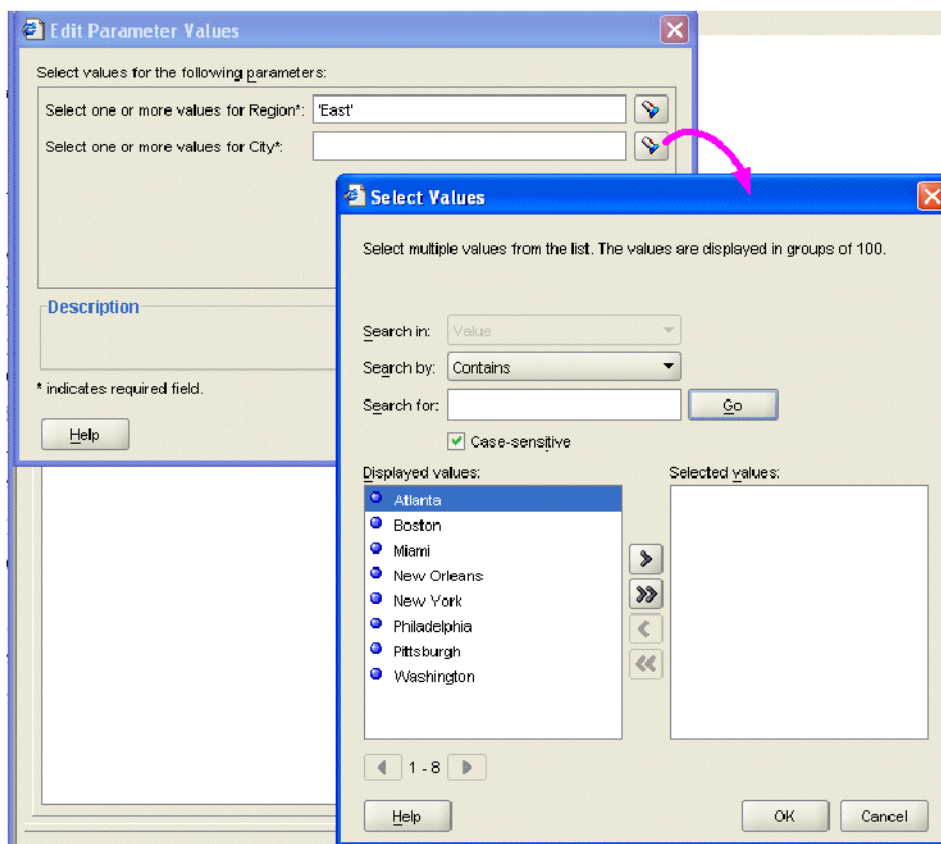 Edit Parameter Values
Select values for the following parameters:
Select one or more values for Region*: 'East'
Select one or more values for City*:
Description
* indicates required field.
Help
Select Values
Select multiple values from the list. The values are displayed in groups of 100.
Search in: Value
Search by: Contains
Search for: Go
Case-sensitive
Displayed values: Selected values:
Atlanta
Boston
Miami
New Orleans
New York
Philadelphia
Pittsburgh
Washington
1 - 8
Help OK Cancel